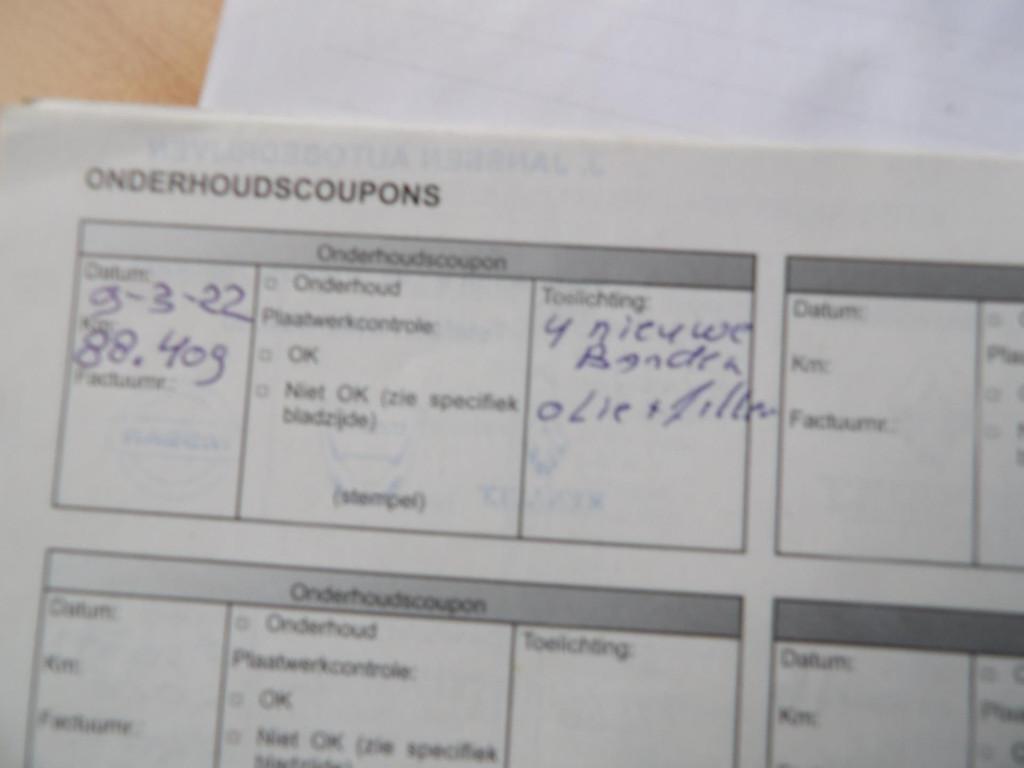 ONDERHOUDSCOUPONS
Onderhoudscoupon
Datum:
9-3-22
Km:
88.409
Factuurnr.:
□ Onderhoud
Plaatwerkcontrole:
□ OK
□ Niet OK (zie specifiek
bladzijde)
(stempel)
Toelichting:
4 nieuwe
Banden
olie + filter
Datum:
Km:
Factuurnr.:
Onderhoudscoupon
Datum:
Km:
Factuurnr.:
□ Onderhoud
Plaatwerkcontrole:
□ OK
□ Niet OK (zie specifiek
bladzijde)
Toelichting:
Datum:
Km: